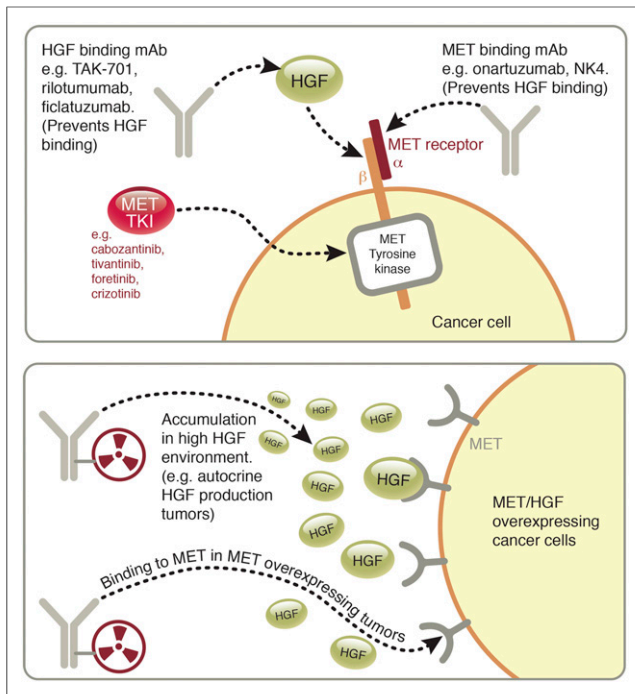 HGF binding mAb
e.g. TAK-701,
rilotumumab,
ficlatuzumab.
(Prevents HGF
binding)
HGF
MET binding mAb
e.g. onartuzumab, NK4.
(Prevents HGF binding)
MET receptor
α
β
MET
TKI
e.g.
cabozantinib,
tivantinib,
foretinib,
crizotinib
MET
Tyrosine
kinase
Cancer cell
Accumulation
in high HGF
environment.
(e.g. autocrine
HGF production
tumors)
HGF
HGF
HGF
HGF
HGF
HGF
HGF
HGF
HGF
MET
MET/HGF
overexpressing
cancer cells
Binding to MET in MET overexpressing tumors
HGF
HGF